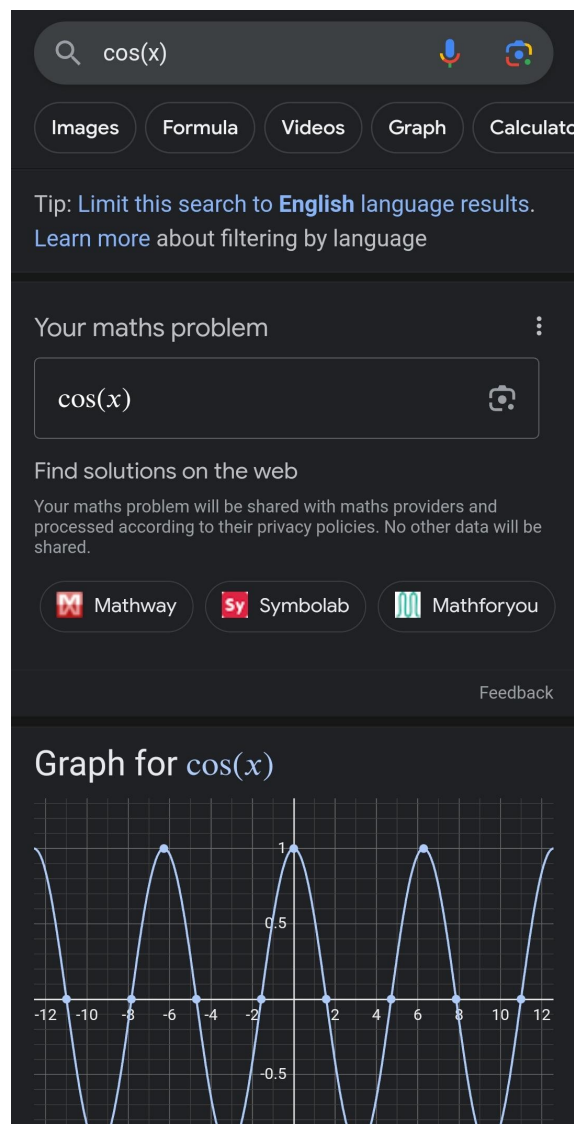 cos(x)
Images Formula Videos Graph Calculato
Tip: Limit this search to English language results.
Learn more about filtering by language
Your maths problem
cos(x)
Find solutions on the web
Your maths problem will be shared with maths providers and
processed according to their privacy policies. No other data will be
shared.
Mathway Sy Symbolab Mathforyou
Feedback
Graph for cos(x)
1
0.5
-12 -10 -8 -6 -4 -2 2 4 6 8 10 12
-0.5